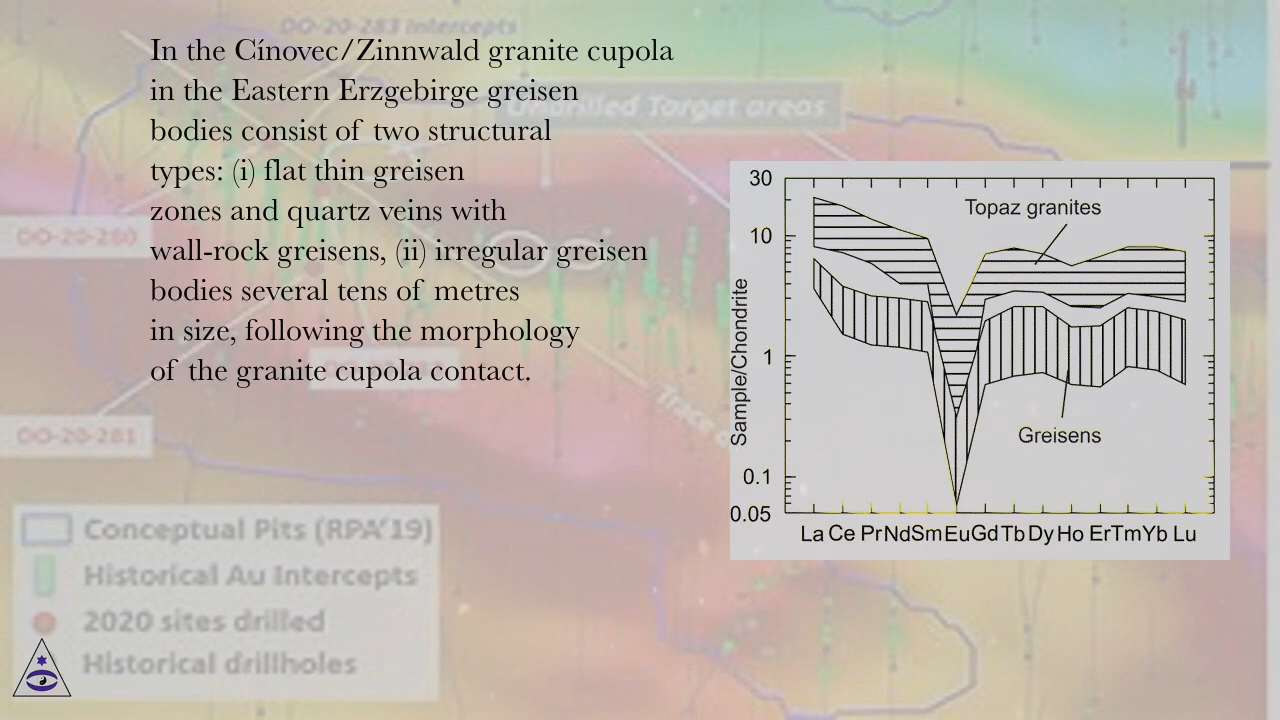 DO-20-283 Intercepts
In the Cínovec/Zinnwald granite cupola
in the Eastern Erzgebirge greisen
bodies consist of two structural
types: (i) flat thin greisen
zones and quartz veins with
wall-rock greisens, (ii) irregular greisen
bodies several tens of metres
in size, following the morphology
of the granite cupola contact.
Target areas
DO-20-280
DO-20-281
Trace
30
10
1
0.1
0.05
Sample/Chondrite
Topaz granites
Greisens
La Ce Pr Nd Sm Eu Gd Tb Dy Ho Er Tm Yb Lu
Conceptual Pits (RPA'19)
Historical Au Intercepts
2020 sites drilled
Historical drillholes